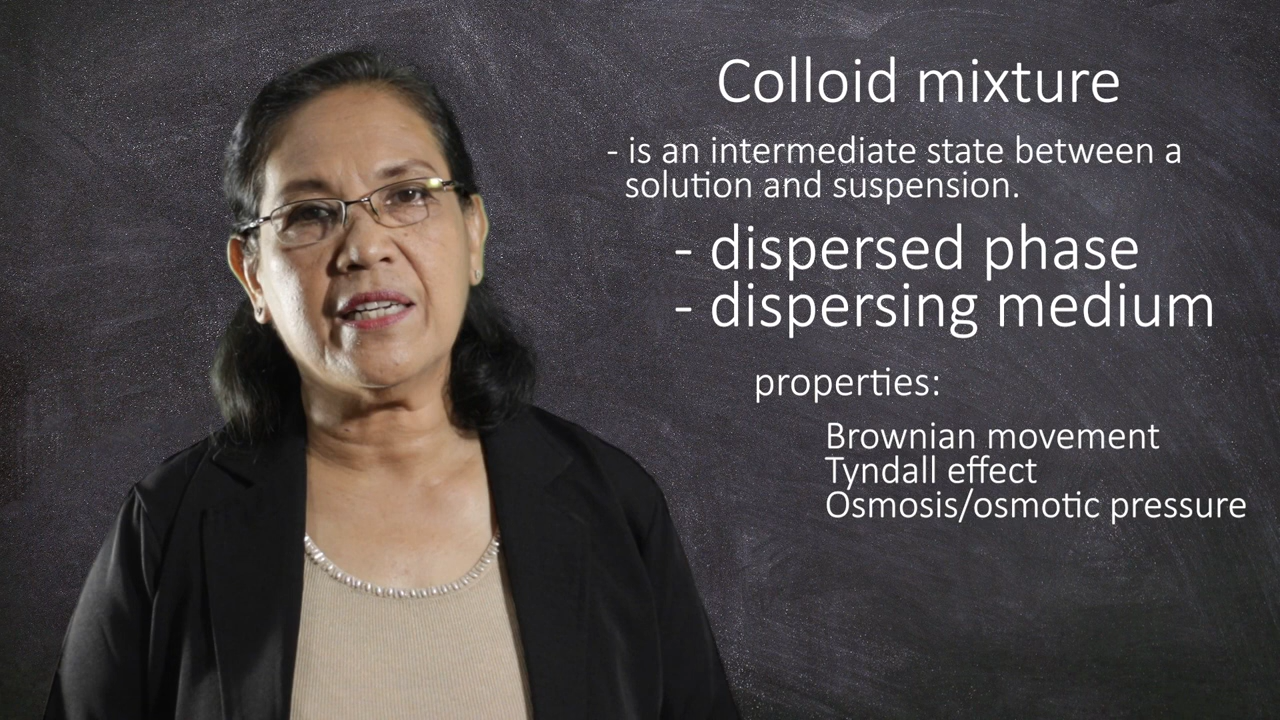 Colloid mixture
- is an intermediate state between a
solution and suspension.
- dispersed phase
- dispersing medium
properties:
Brownian movement
Tyndall effect
Osmosis/osmotic pressure